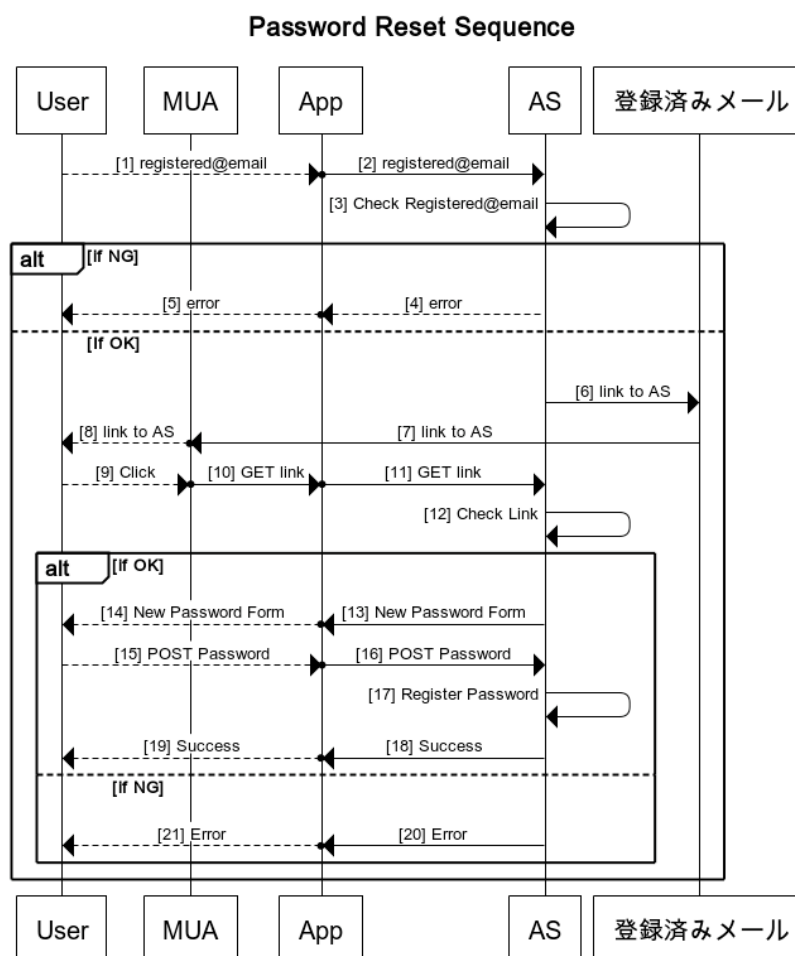 Password Reset Sequence
User MUA App AS 登録済みメール
[1] registered@email [2] registered@email
[3] Check Registered@email
alt [if NG]
[5] error [4] error
[if OK]
[6] link to AS
[8] link to AS [7] link to AS
[9] Click [10] GET link [11] GET link
[12] Check Link
alt [if OK]
[14] New Password Form [13] New Password Form
[15] POST Password [16] POST Password
[17] Register Password
[19] Success [18] Success
[if NG]
[21] Error [20] Error
User MUA App AS 登録済みメール